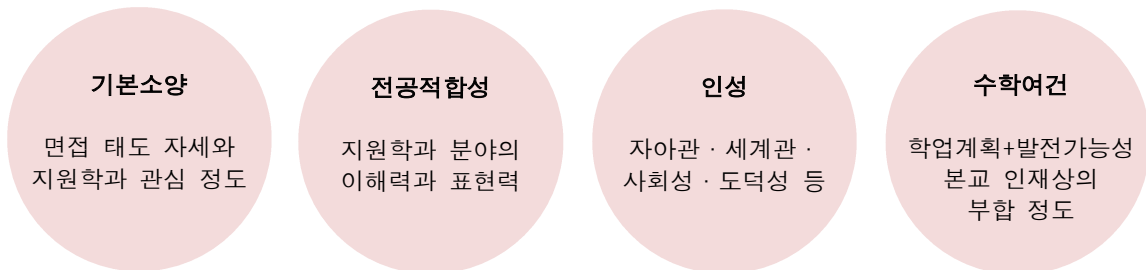 기본소양
면접 태도 자세와
지원학과 관심 정도
전공적합성
지원학과 분야의
이해력과 표현력
인성
자아관 · 세계관 ·
사회성 · 도덕성 등
수학여건
학업계획+발전가능성
본교 인재상의
부합 정도